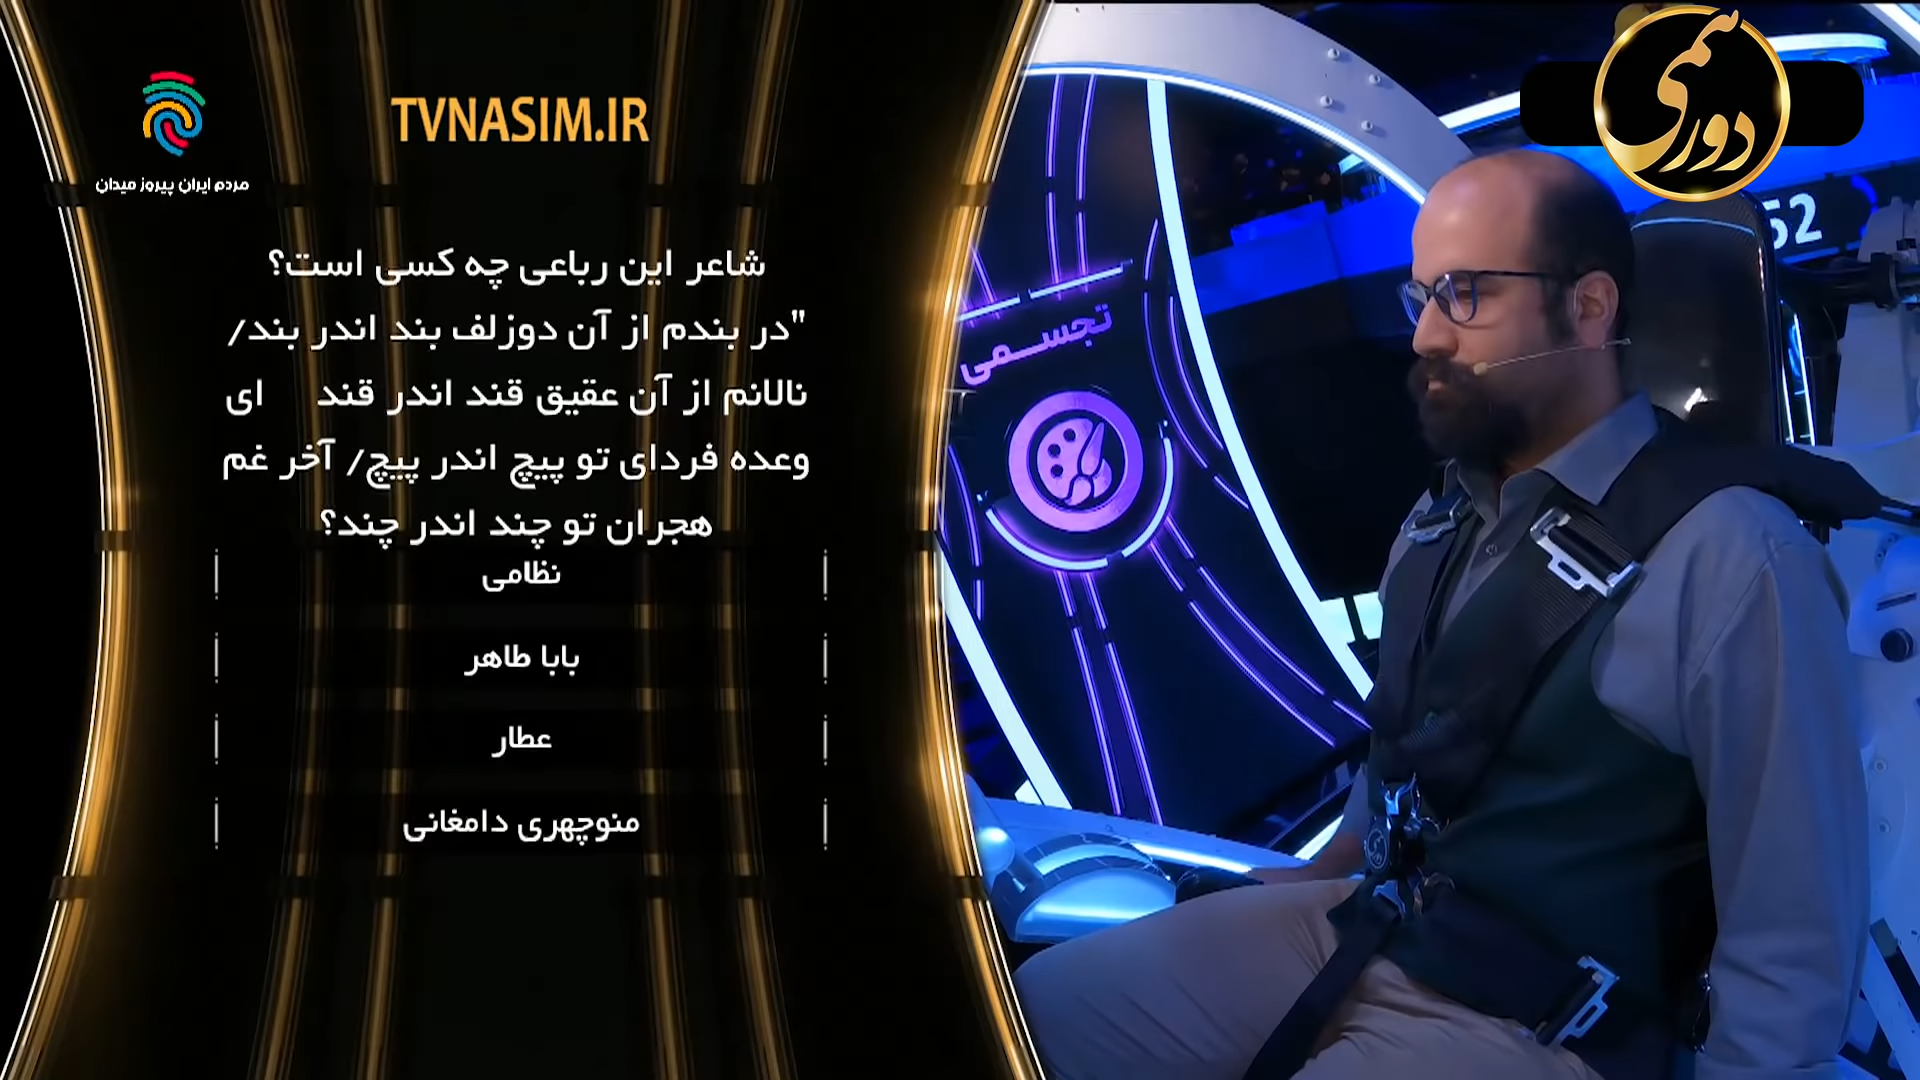 TVNASIM.IR
مردم ایران پیروز میدان
شاعر این رباعی چه کسی است؟
"در بندم از آن دوزلف بند اندر بند/
نالانم از آن عقیق قند اندر قند ای
وعده فردای تو پیچ اندر پیچ/ آخر غم
هجران تو چند اندر چند؟
نظامی
بابا طاهر
عطار
منوچهری دامغانی
دورهمی
52
تجسمی